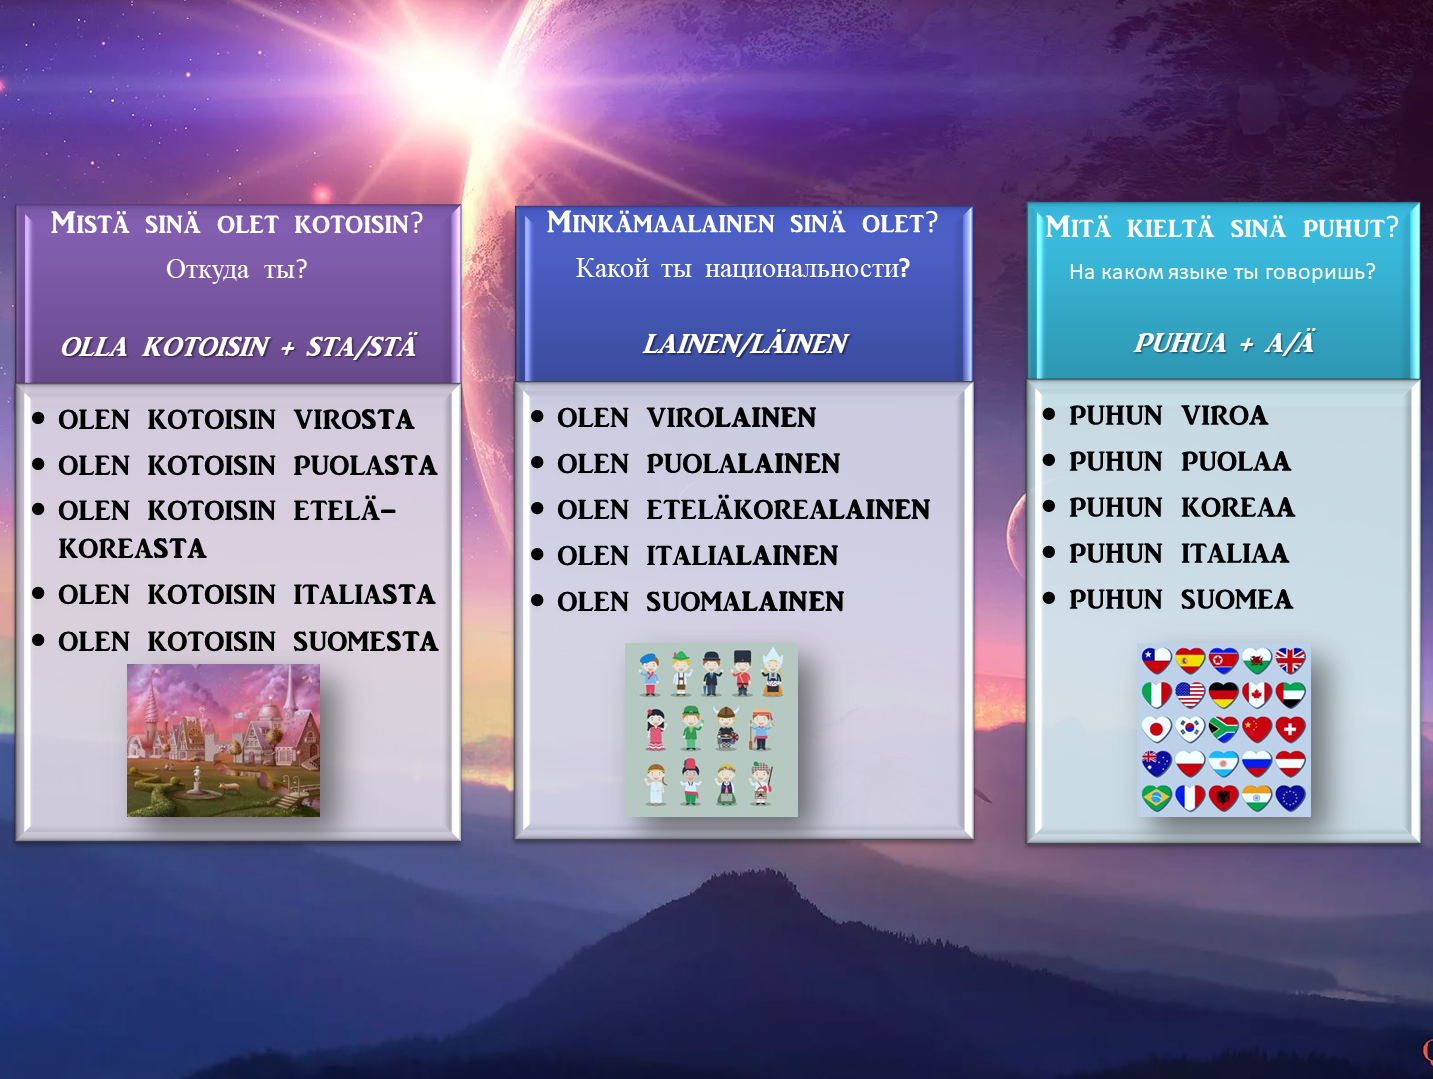 Mistä sinä olet kotoisin?
Откуда ты?
OLLA KOTOISIN + STA/STÄ
• OLEN KOTOISIN VIROSTA
• OLEN KOTOISIN PUOLASTA
• OLEN KOTOISIN ETELÄ-
KOREASTA
• OLEN KOTOISIN ITALIASTA
• OLEN KOTOISIN SUOMESTA
Minkämaalainen sinä olet?
Какой ты национальности?
LAINEN/LÄINEN
• OLEN VIROLAINEN
• OLEN PUOLALAINEN
• OLEN ETELÄKOREALAINEN
• OLEN ITALIALAINEN
• OLEN SUOMALAINEN
Mitä kieltä sinä puhut?
На каком языке ты говоришь?
PUHUA + A/Ä
• PUHUN VIROA
• PUHUN PUOLAA
• PUHUN KOREAA
• PUHUN ITALIAA
• PUHUN SUOMEA